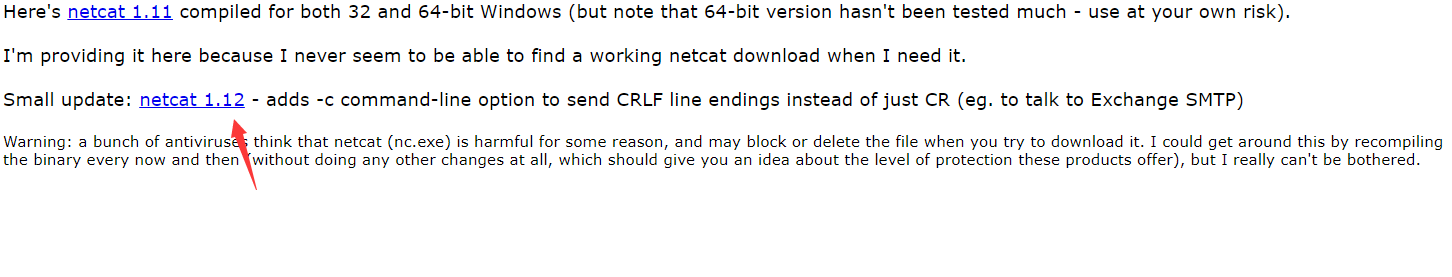 Here's netcat 1.11 compiled for both 32 and 64-bit Windows (but note that 64-bit version hasn't been tested much - use at your own risk).
I'm providing it here because I never seem to be able to find a working netcat download when I need it.
Small update: netcat 1.12 - adds -c command-line option to send CRLF line endings instead of just CR (eg. to talk to Exchange SMTP)
Warning: a bunch of antiviruses think that netcat (nc.exe) is harmful for some reason, and may block or delete the file when you try to download it. I could get around this by recompiling
the binary every now and then (without doing any other changes at all, which should give you an idea about the level of protection these products offer), but I really can't be bothered.